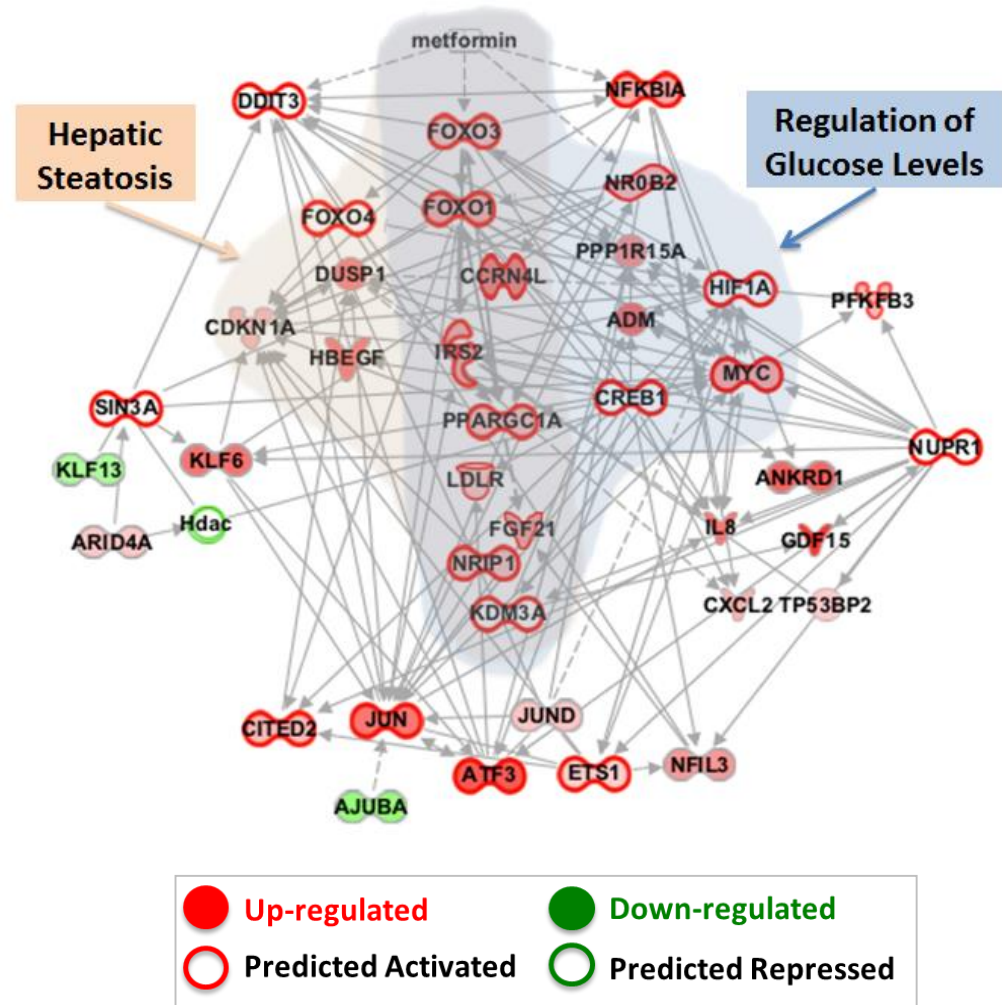 metformin
DDIT3
NFKBIA
Hepatic
Steatosis
FOXO3
Regulation of
Glucose Levels
NR0B2
FOXO4
FOXO1
PPP1R15A
DUSP1
CCRN4L
HIF1A
PFKFB3
CDKN1A
ADM
HBEGF
IRS2
MYC
SIN3A
CREB1
PPARGC1A
NUPR1
KLF13
KLF6
LDLR
ANKRD1
ARID4A
Hdac
FGF21
IL8
GDF15
NRIP1
KDM3A
CXCL2
TP53BP2
CITED2
JUN
JUND
ATF3
ETS1
NFIL3
AJUBA
Up-regulated
Down-regulated
Predicted Activated
Predicted Repressed